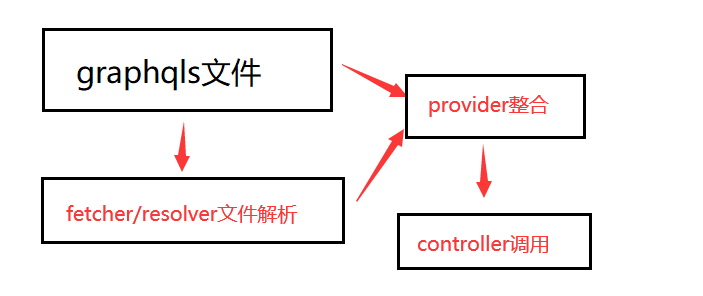 graphqls文件
provider整合
fetcher/resolver文件解析
controller调用